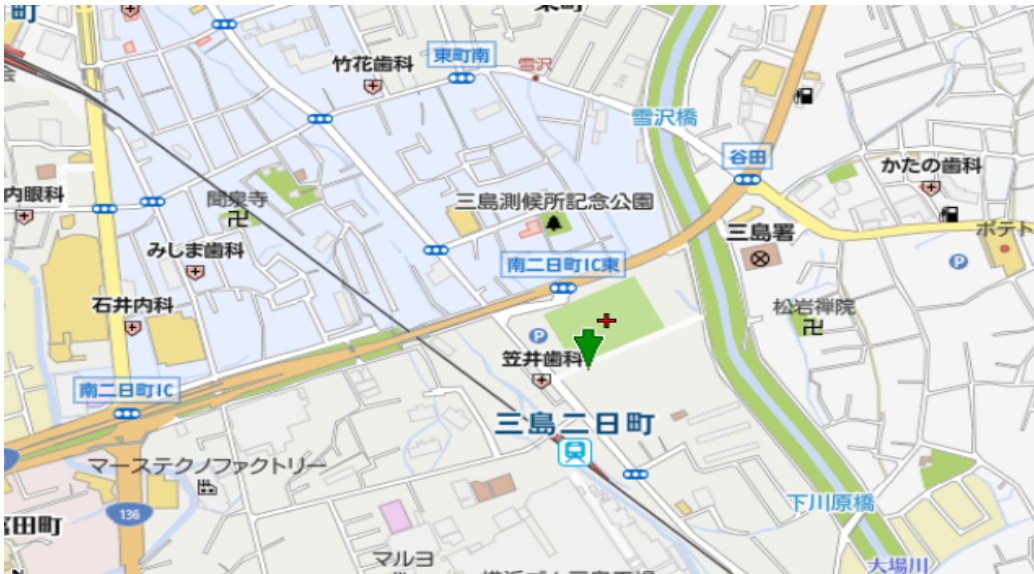 町
東町
竹花歯科
東町南
雪沢
会
雪沢橋
谷田
かたの歯科
内眼科
聞泉寺
三島測候所記念公園
みしま歯科
三島署
ポテト
南二日町IC東
P
石井内科
松岩禅院
P
笠井歯科
南二日町IC
三島二日町
マーステクノファクトリー
下川原橋
136
富田町
マルヨ
大場川